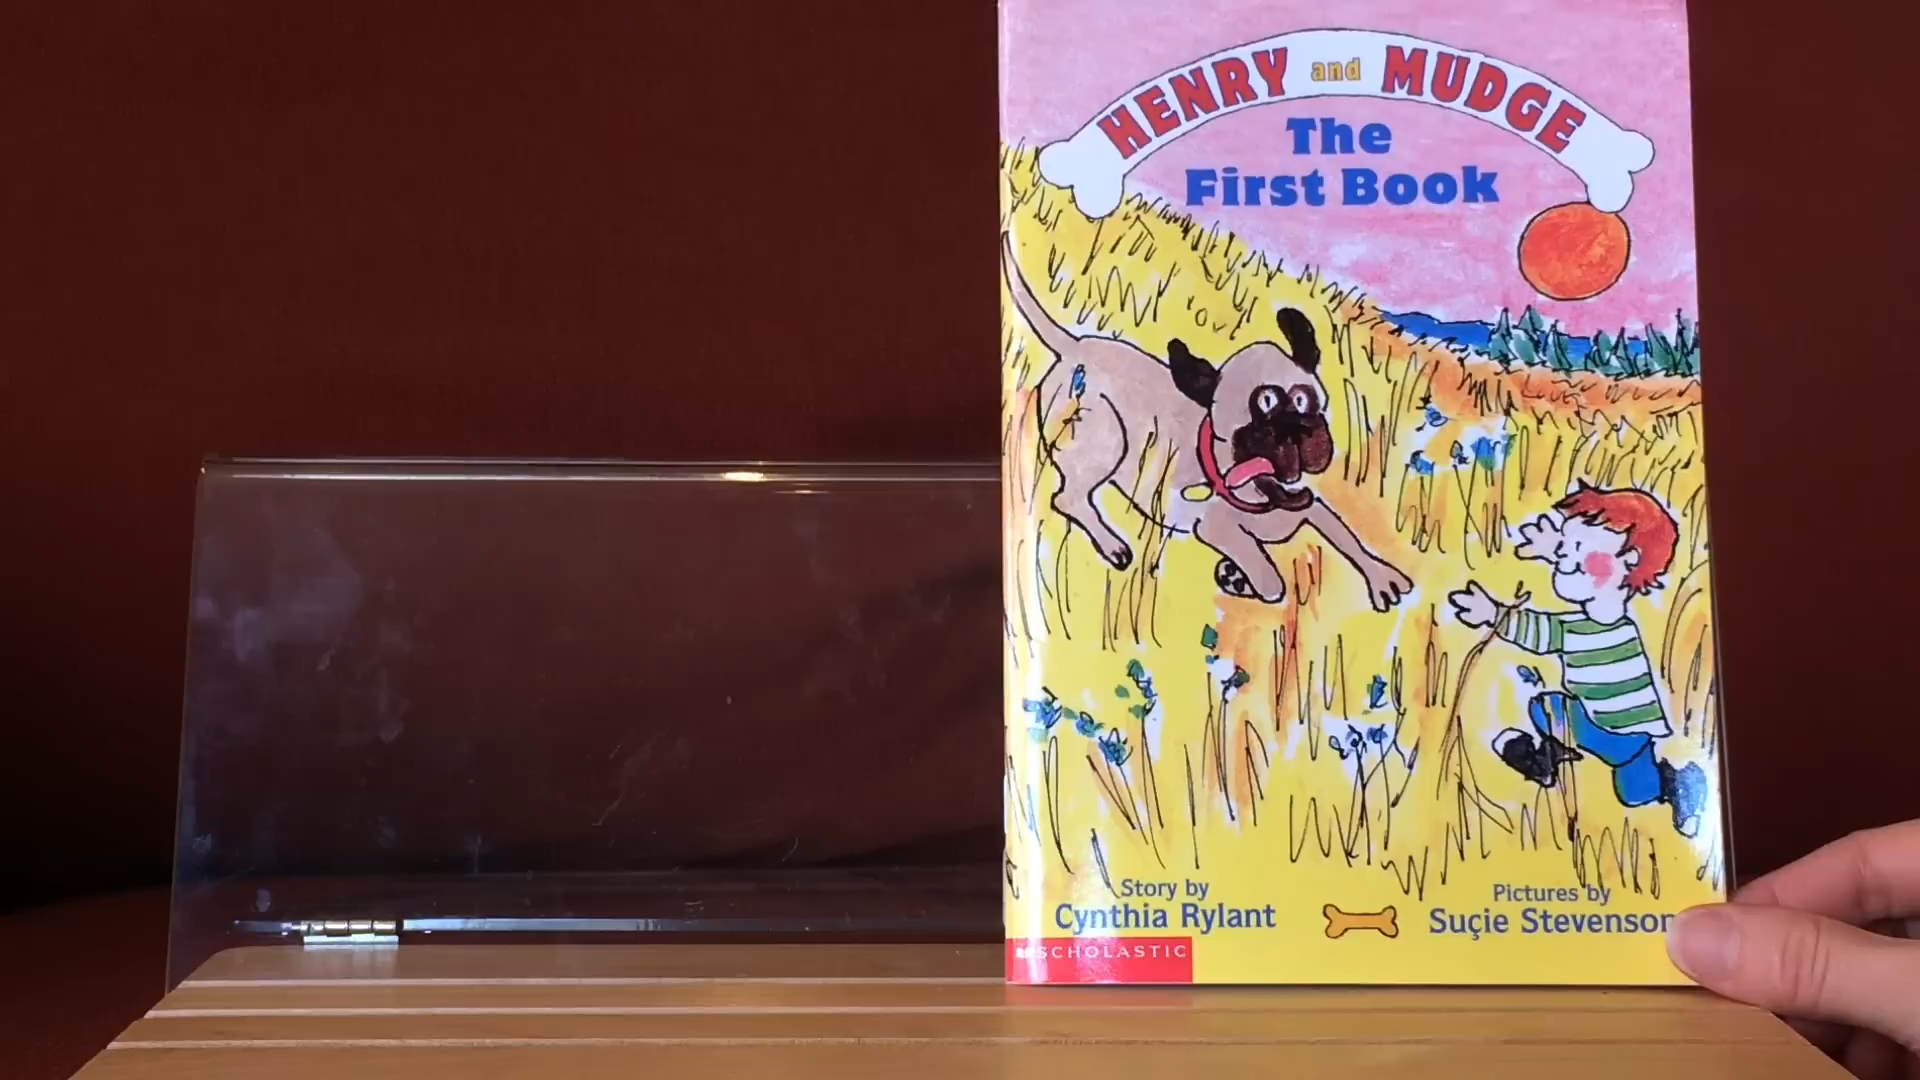 HENRY and MUDGE
The
First Book
Story by
Cynthia Rylant
Pictures by
Suçie Stevenson
SCHOLASTIC